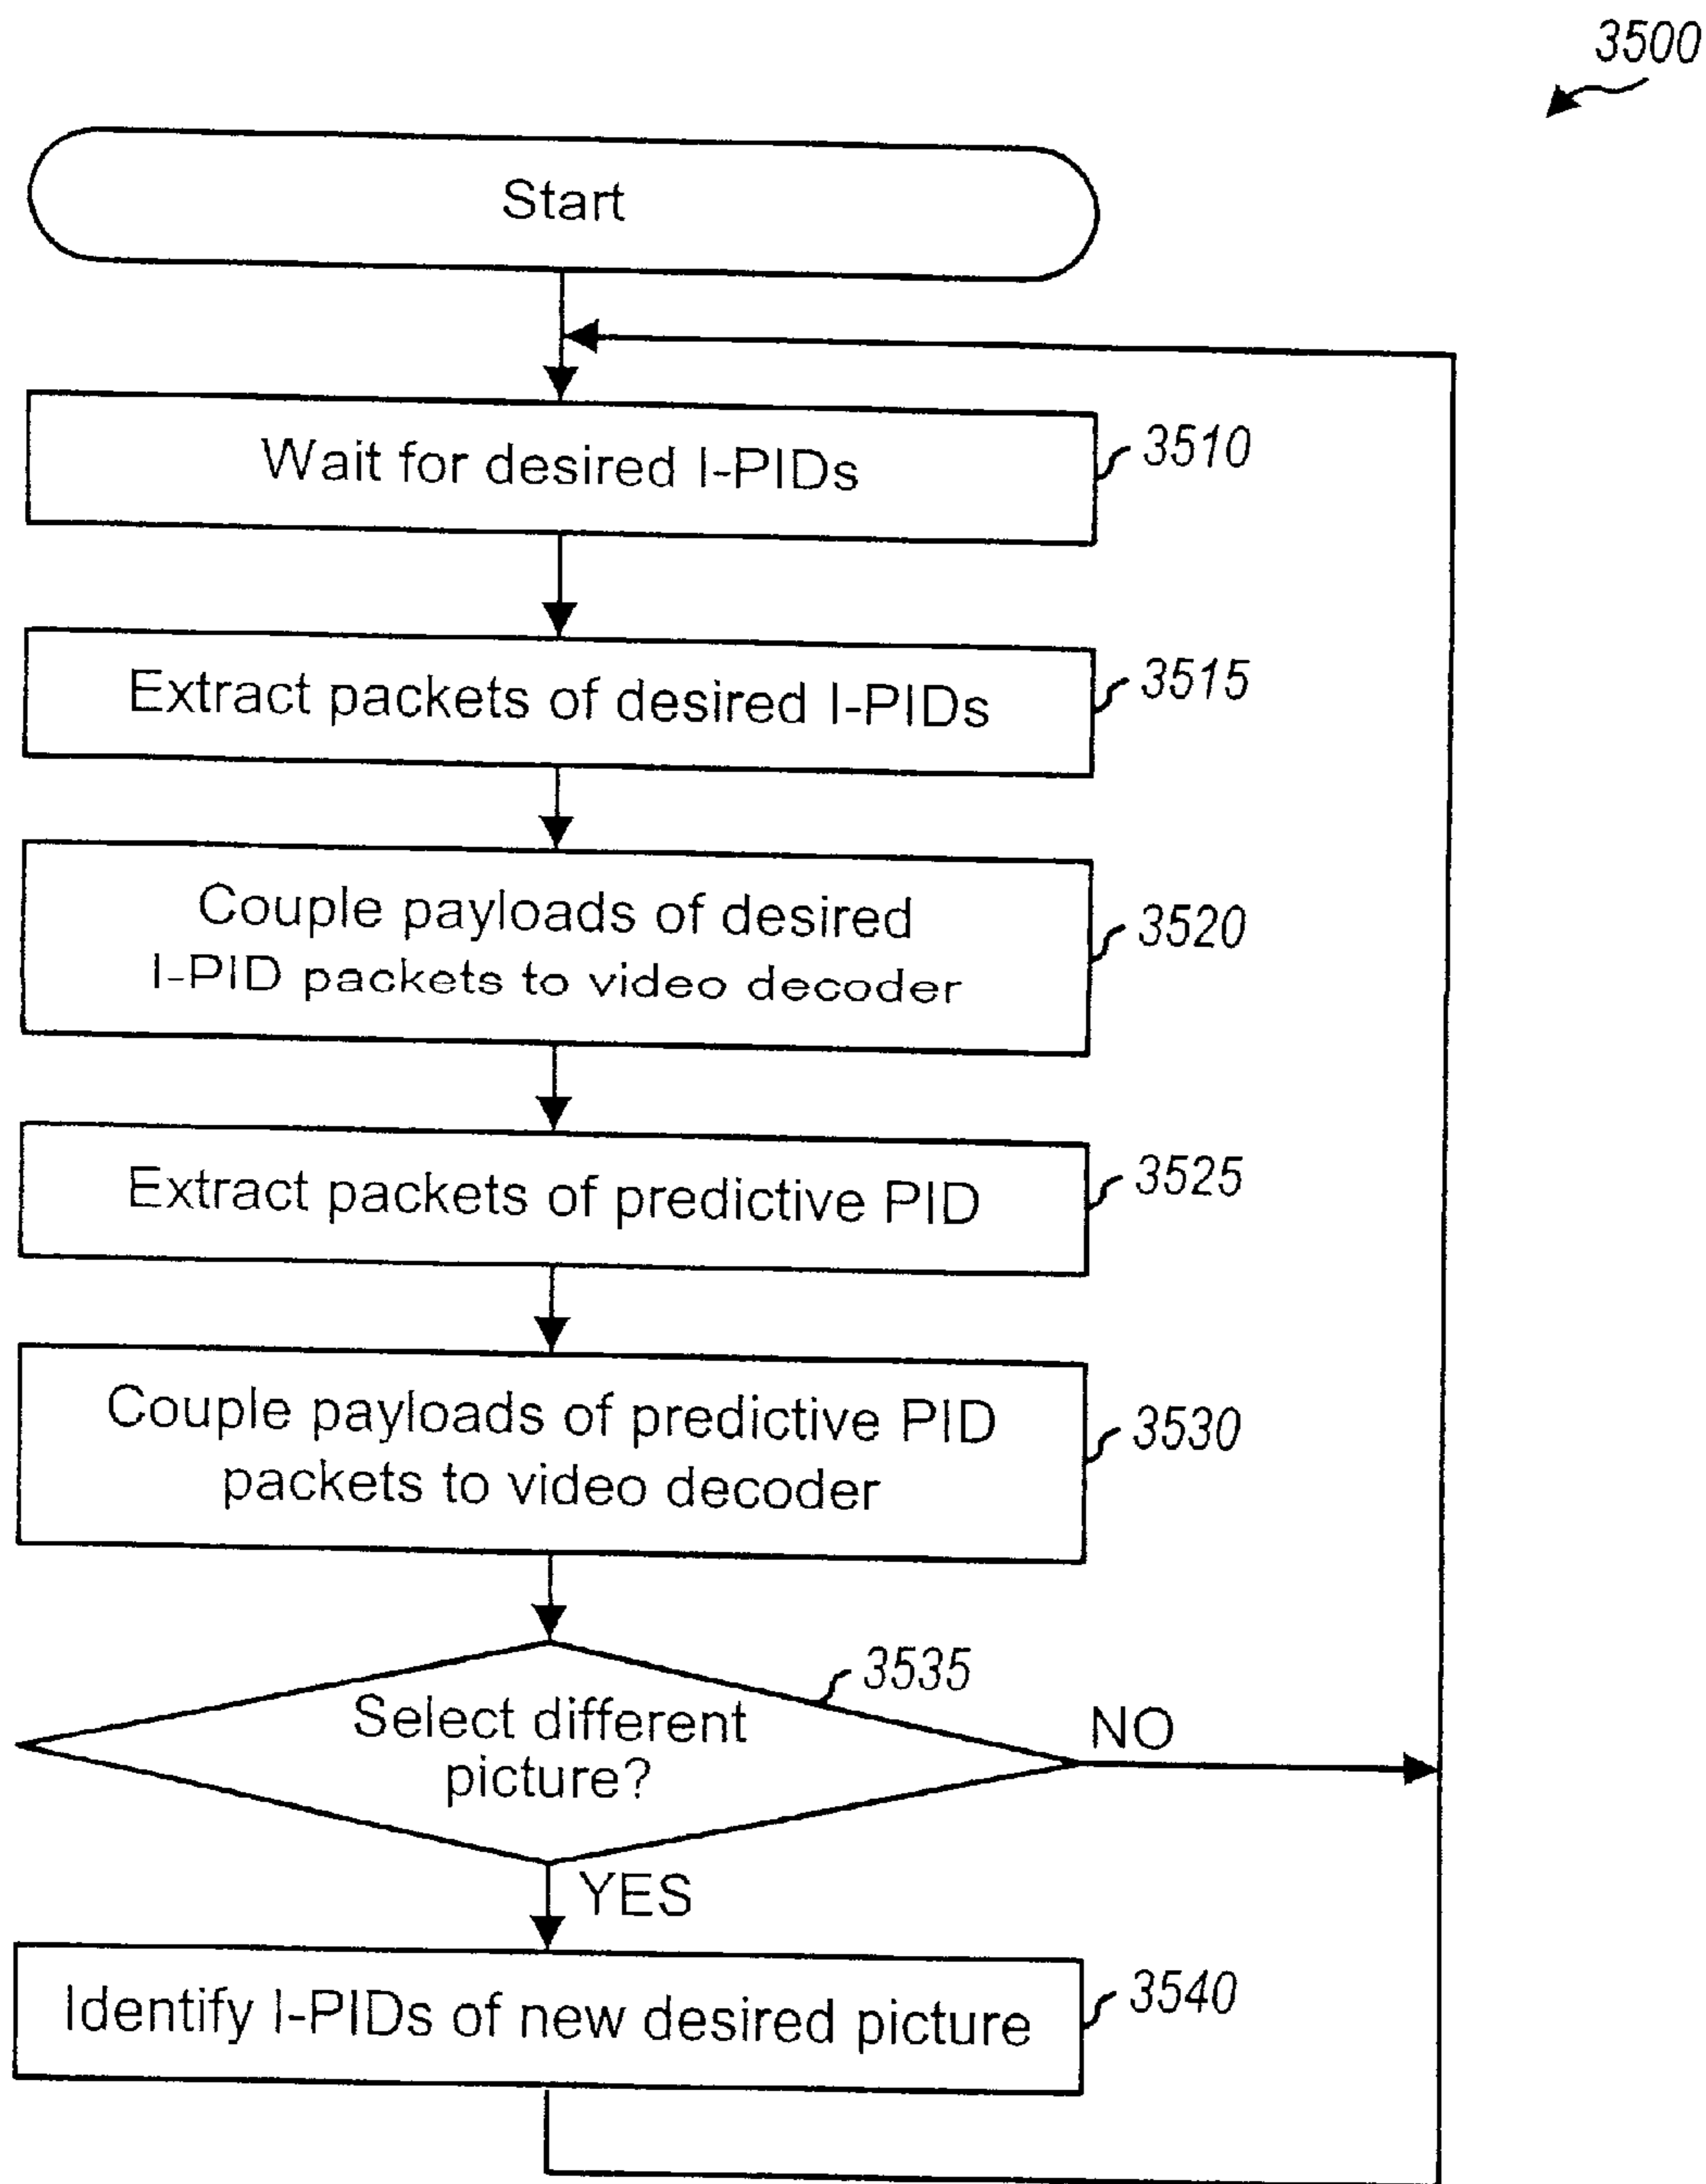 3500
Start
Wait for desired I-PIDs
3510
Extract packets of desired I-PIDs
3515
Couple payloads of desired
I-PID packets to video decoder
3520
Extract packets of predictive PID
3525
Couple payloads of predictive PID
packets to video decoder
3530
3535
Select different
picture?
NO
YES
Identify I-PIDs of new desired picture
3540